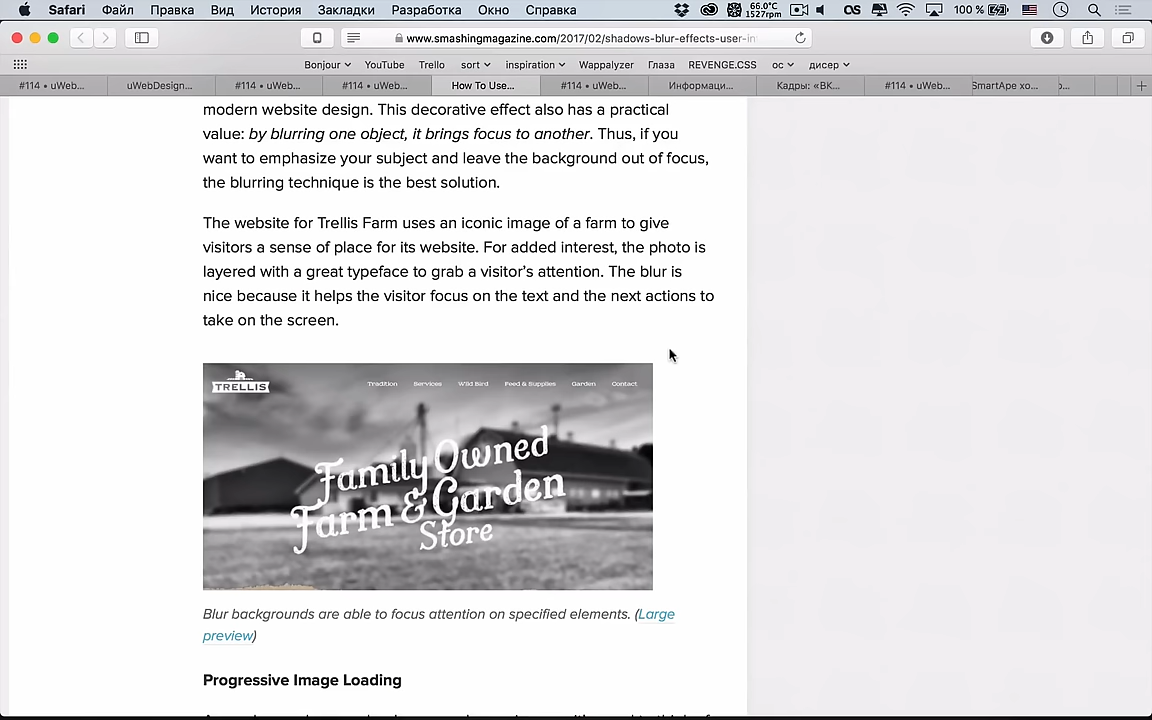 Safari Файл Правка Вид История Закладки Разработка Окно Справка 66.0°C 1527rpm 100 %
www.smashingmagazine.com/2017/02/shadows-blur-effects-user-in
Bonjour YouTube Trello sort inspiration Wappalyzer Глаза REVENGE.CSS ос дисер
#114 • uWeb... uWebDesign... #114 • uWeb... #114 • uWeb... How To Use... #114 • uWeb... Информаци... Кадры: «ВК... #114 • uWeb... SmartApe хо...
modern website design. This decorative effect also has a practical
value: by blurring one object, it brings focus to another. Thus, if you
want to emphasize your subject and leave the background out of focus,
the blurring technique is the best solution.
The website for Trellis Farm uses an iconic image of a farm to give
visitors a sense of place for its website. For added interest, the photo is
layered with a great typeface to grab a visitor’s attention. The blur is
nice because it helps the visitor focus on the text and the next actions to
take on the screen.
TRELLIS Tradition Services Wild Bird Feed & Supplies Garden Contact
Family Owned
Farm & Garden
Store
Blur backgrounds are able to focus attention on specified elements. (Large
preview)
Progressive Image Loading